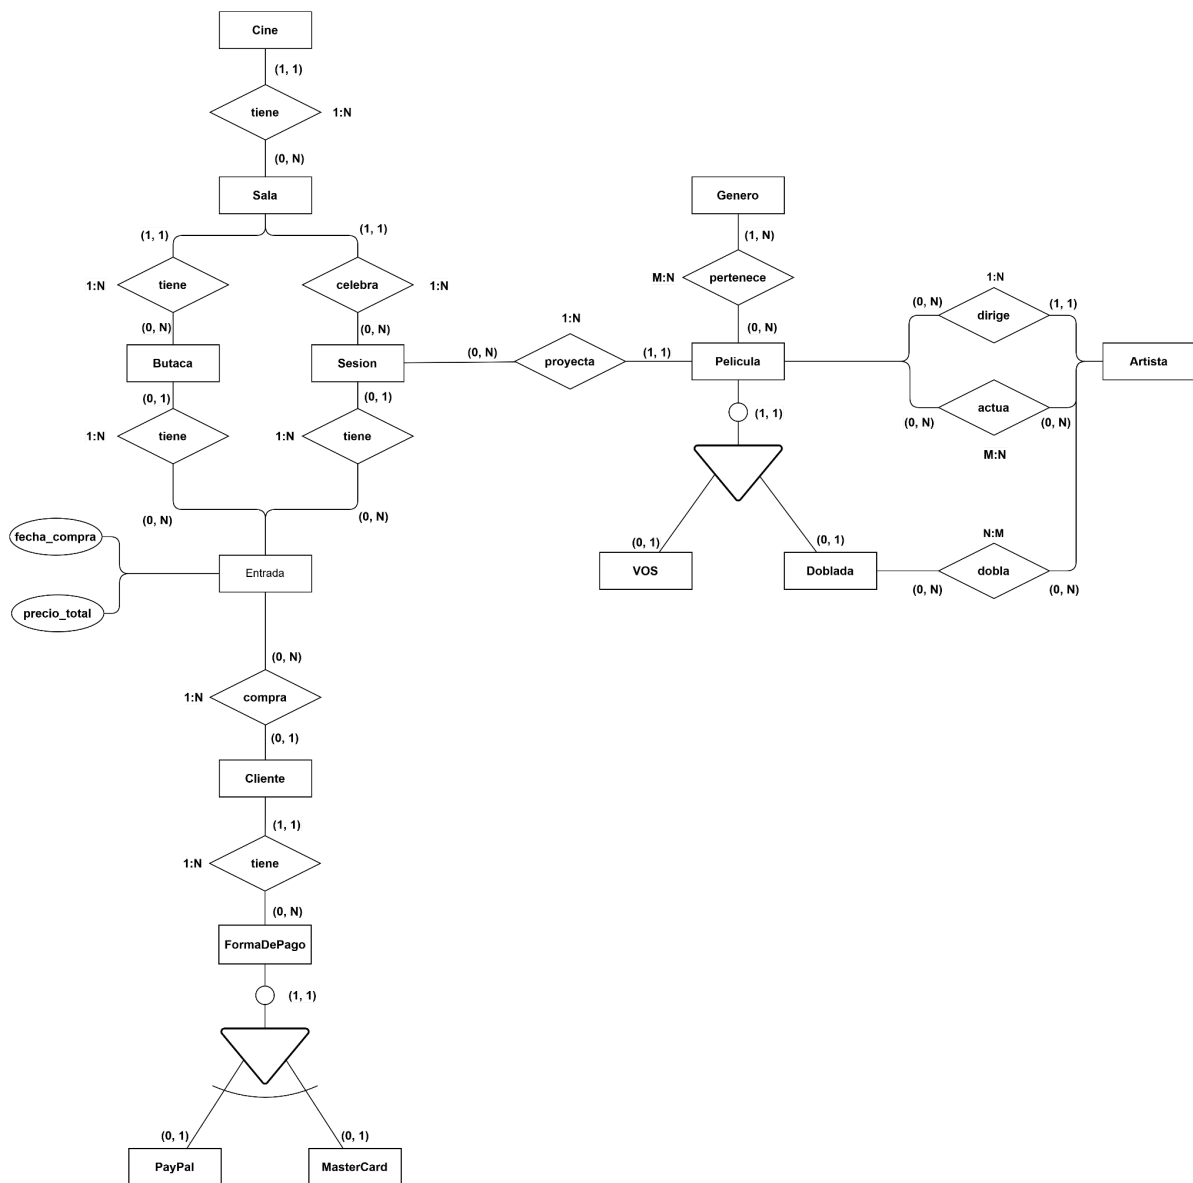 Cine
(1, 1)
tiene
1:N
(0, N)
Sala
(1, 1)
(1, 1)
1:N
tiene
celebra
1:N
(0, N)
(0, N)
Butaca
Sesion
(0, 1)
(0, 1)
1:N
tiene
1:N
tiene
(0, N)
(0, N)
fecha_compra
Entrada
precio_total
(0, N)
1:N
compra
(0, 1)
Cliente
(1, 1)
1:N
tiene
(0, N)
FormaDePago
(1, 1)
(0, 1)
(0, 1)
PayPal
MasterCard
(0, N)
1:N
proyecta
(1, 1)
Genero
(1, N)
M:N
pertenece
(0, N)
Pelicula
(1, 1)
(0, 1)
(0, 1)
VOS
Doblada
1:N
(0, N)
dirige
(1, 1)
Artista
actua
(0, N)
(0, N)
M:N
N:M
dobla
(0, N)
(0, N)